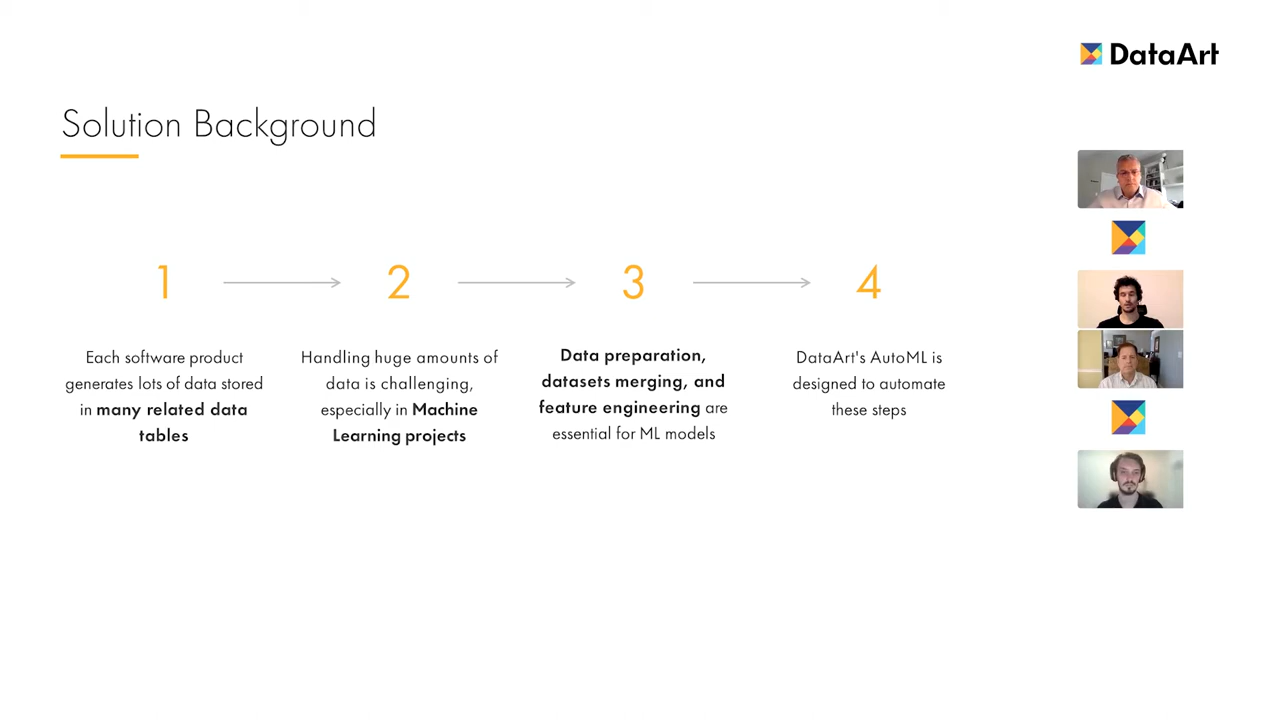 DataArt
Solution Background
1
2
3
4
Each software product
generates lots of data stored
in many related data
tables
Handling huge amounts of
data is challenging,
especially in Machine
Learning projects
Data preparation,
datasets merging, and
feature engineering are
essential for ML models
DataArt's AutoML is
designed to automate
these steps